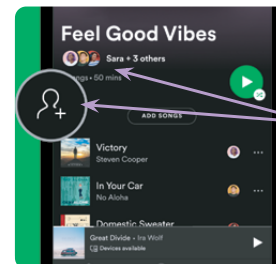 Feel Good Vibes
Sara + 3 others
ongs • 50 mins
ADD SONGS
Victory
Steven Cooper
In Your Car
No Aloha
Domestic Sweater
Great Divide • Ira Wolf
Devices available